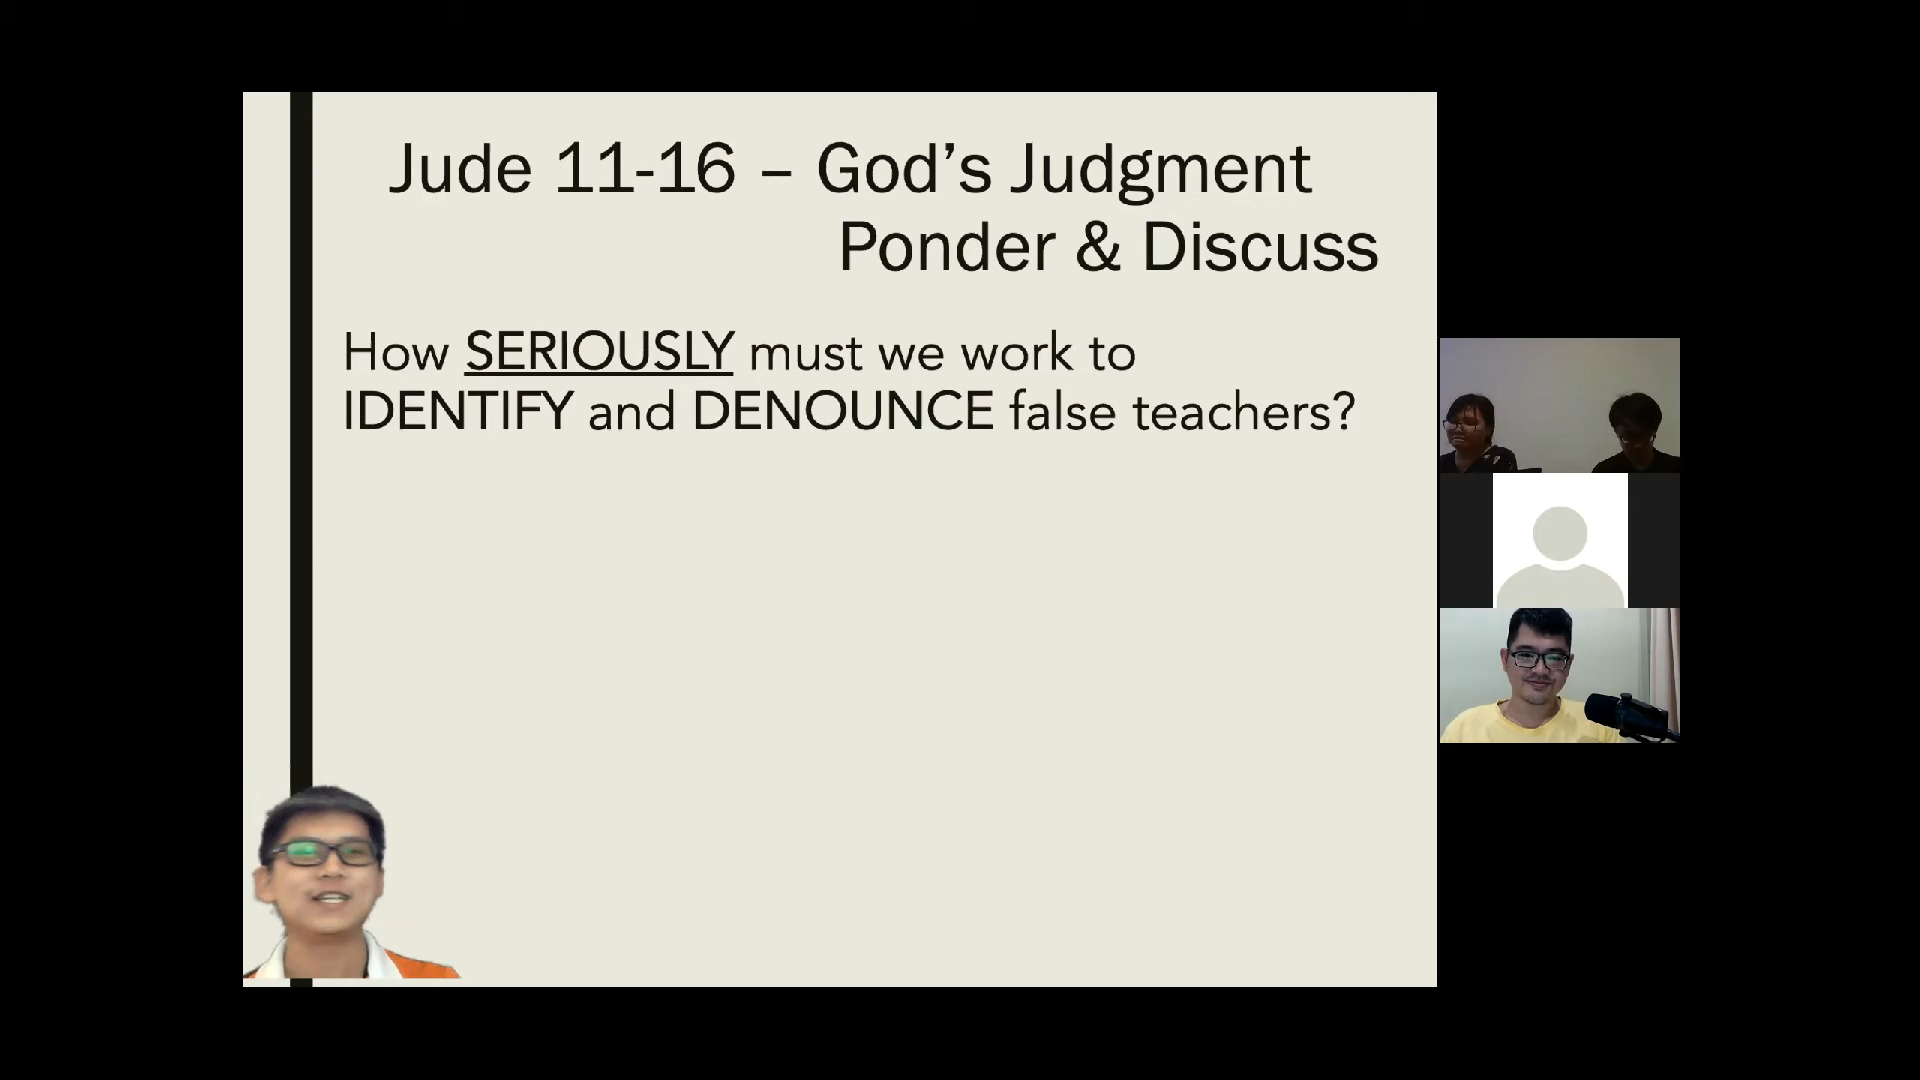 Jude 11-16 – God’s Judgment
Ponder & Discuss
How SERIOUSLY must we work to
IDENTIFY and DENOUNCE false teachers?